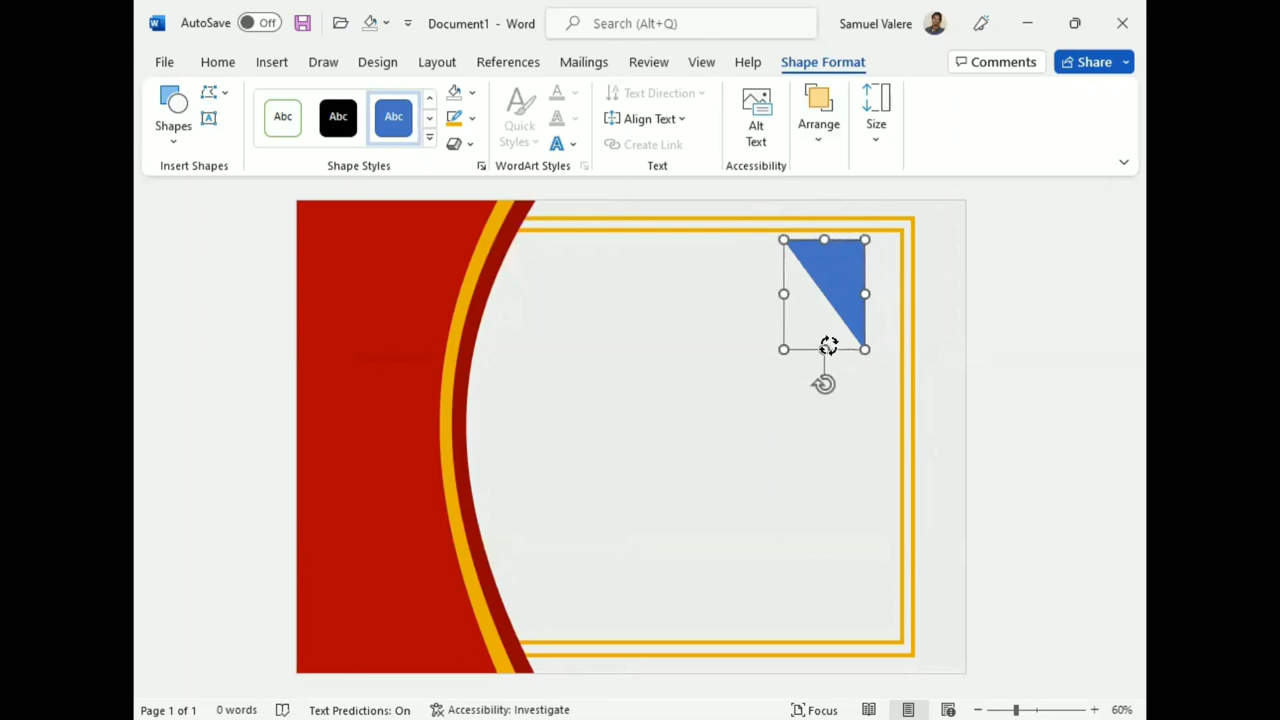 AutoSave Off Document1 - Word Search (Alt+Q) Samuel Valere
File Home Insert Draw Design Layout References Mailings Review View Help Shape Format Comments Share
Shapes
Insert Shapes
Abc Abc Abc
Shape Styles
Quick
Styles
WordArt Styles
Text Direction
Align Text
Create Link
Text
Alt
Text
Accessibility
Arrange
Size
Page 1 of 1 0 words Text Predictions: On Accessibility: Investigate Focus 60%